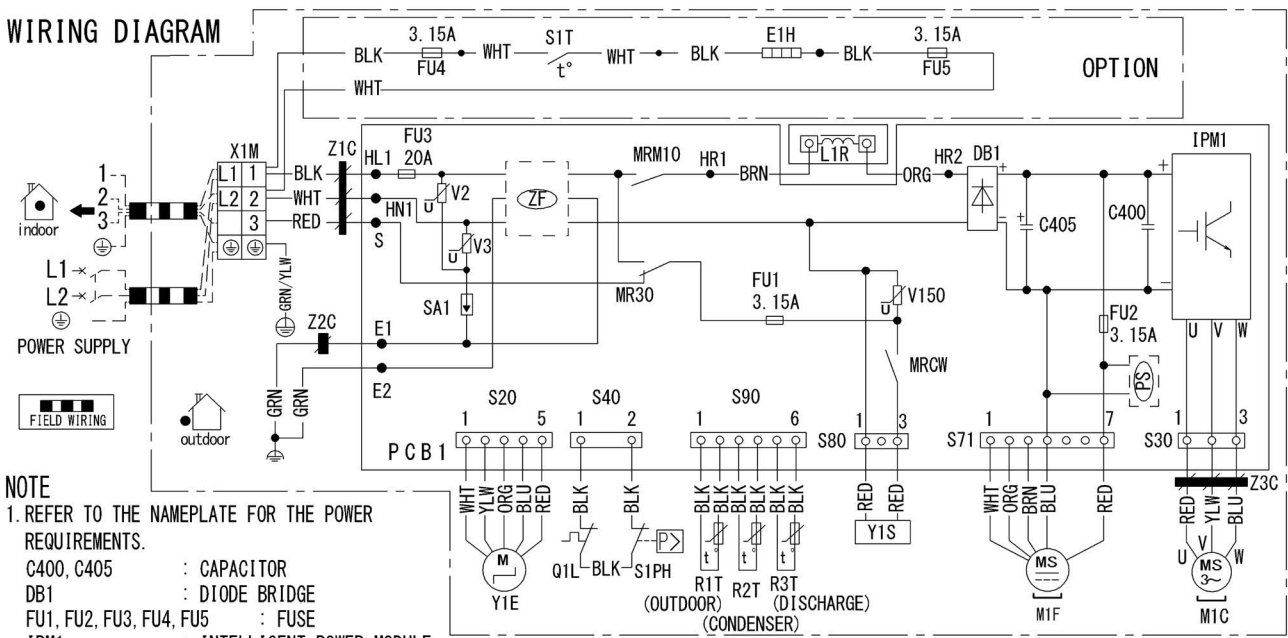 WIRING DIAGRAM
3.15A
FU4
BLK
WHT
S1T
t°
WHT
BLK
E1H
BLK
3.15A
FU5
WHT
OPTION
X1M
L1 1
L2 2
3
BLK
WHT
RED
Z1C
HL1
HN1
S
FU3
20A
V2
U
V3
U
SA1
ZF
MRM10
HR1
BRN
L1R
ORG
HR2
DB1
+
-
C405
+
C400
IPM1
+
-
1
2
3
indoor
L1
L2
POWER SUPPLY
GRN/YLW
Z2C
E1
E2
GRN
GRN
MR30
FU1
3.15A
V150
U
MRCW
FU2
3.15A
PS
U V W
FIELD WIRING
outdoor
PCB1
S20
1 5
S40
1 2
S90
1 6
S80
1 3
S71
1 7
S30
1 3
Z3C
WHT
YLW
ORG
BLU
RED
M
Y1E
BLK
BLK
Q1L
BLK
S1PH
P>
BLK
BLK
BLK
BLK
BLK
BLK
t°
t°
t°
R1T
(OUTDOOR)
R2T
(CONDENSER)
R3T
(DISCHARGE)
RED
RED
Y1S
WHT
ORG
BRN
BLU
RED
MS
M1F
RED
YLW
BLU
U
V
W
MS
3~
M1C
NOTE
1. REFER TO THE NAMEPLATE FOR THE POWER
REQUIREMENTS.
C400, C405 : CAPACITOR
DB1 : DIODE BRIDGE
FU1, FU2, FU3, FU4, FU5 : FUSE
IPM1 : INTELLIGENT POWER MODULE